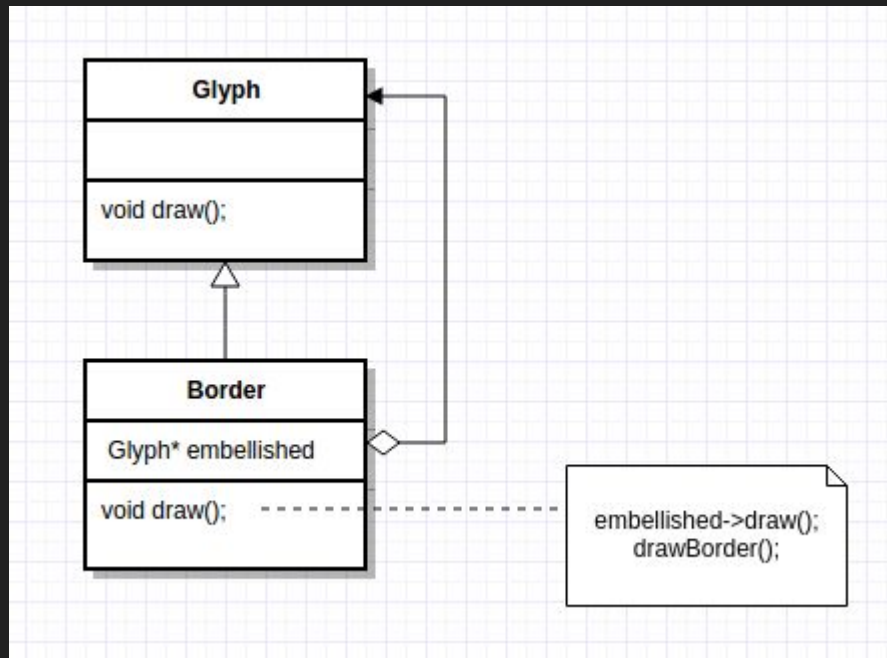 Glyph
void draw();
Border
Glyph* embellished
void draw();
embellished->draw();
drawBorder();